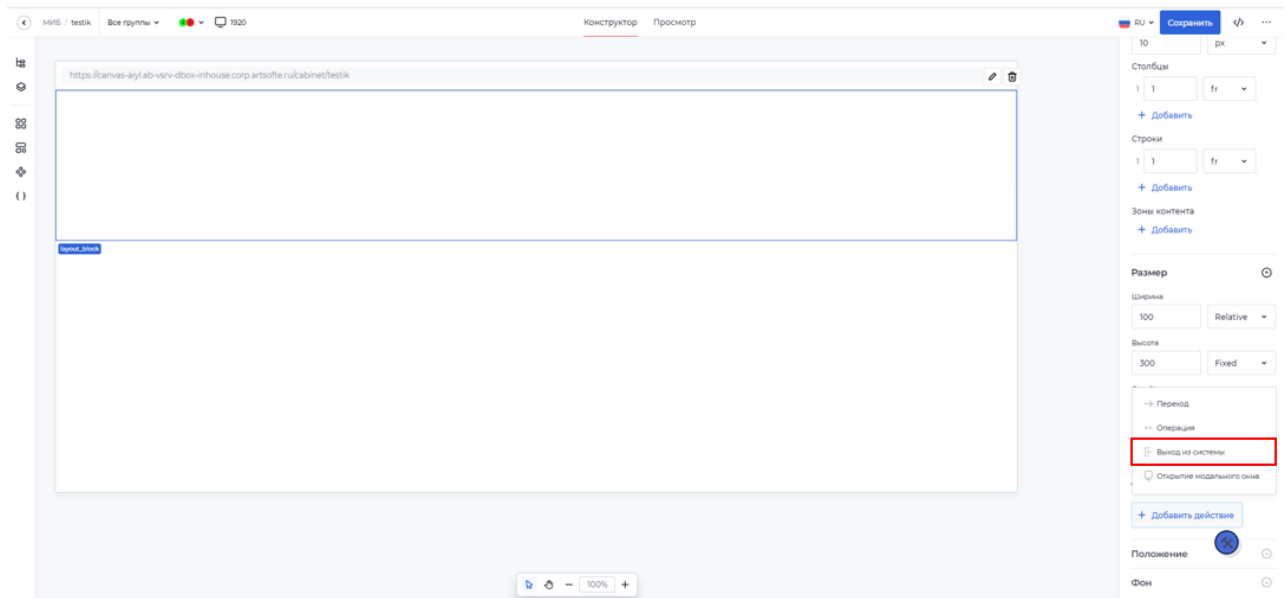 МИБ / testik
Все группы
1920
Конструктор
Просмотр
RU
Сохранить
https://canvas-aiyl.ab-vsrv-dbox-inhouse.corp.artsofte.ru/cabinet/testik
layout_block
100%
10 px
Столбцы
1 1 fr
+ Добавить
Строки
1 1 fr
+ Добавить
Зоны контента
+ Добавить
Размер
Ширина
100 Relative
Высота
300 Fixed
Переход
Операция
Выход из системы
Открытие модального окна
+ Добавить действие
Положение
Фон